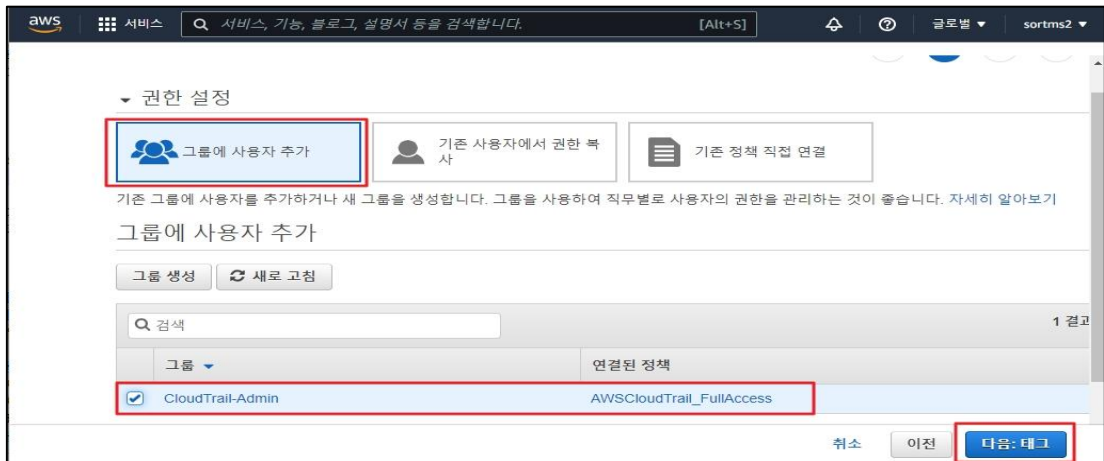 aws 서비스 서비스, 기능, 블로그, 설명서 등을 검색합니다. [Alt+S] 글로벌 ▼ sortms2 ▼
권한 설정
그룹에 사용자 추가
기존 사용자에서 권한 복
사
기존 정책 직접 연결
기존 그룹에 사용자를 추가하거나 새 그룹을 생성합니다. 그룹을 사용하여 직무별로 사용자의 권한을 관리하는 것이 좋습니다. 자세히 알아보기
그룹에 사용자 추가
그룹 생성 새로 고침
검색 1 결과
그룹 연결된 정책
CloudTrail-Admin AWSCloudTrail_FullAccess
취소 이전 다음: 태그